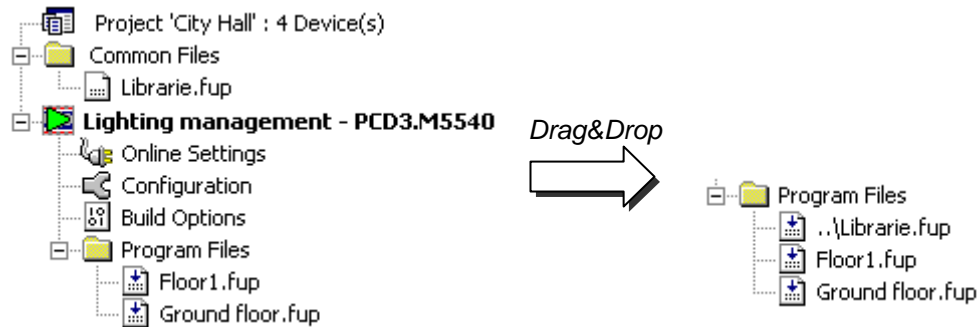 Project 'City Hall' : 4 Device(s)
Common Files
Librarie.fup
Lighting management - PCD3.M5540
Online Settings
Configuration
Build Options
Program Files
Floor1.fup
Ground floor.fup
Drag&Drop
Program Files
..\Librarie.fup
Floor1.fup
Ground floor.fup